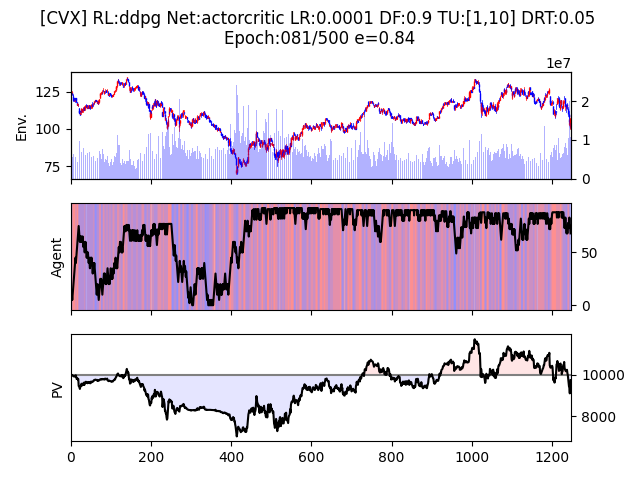 [CVX] RL:ddpg Net:actorcritic LR:0.0001 DF:0.9 TU:[1,10] DRT:0.05
Epoch:081/500 e=0.84
1e7
125
100
75
Env.
2
1
0
Agent
50
0
PV
10000
8000
0 200 400 600 800 1000 1200